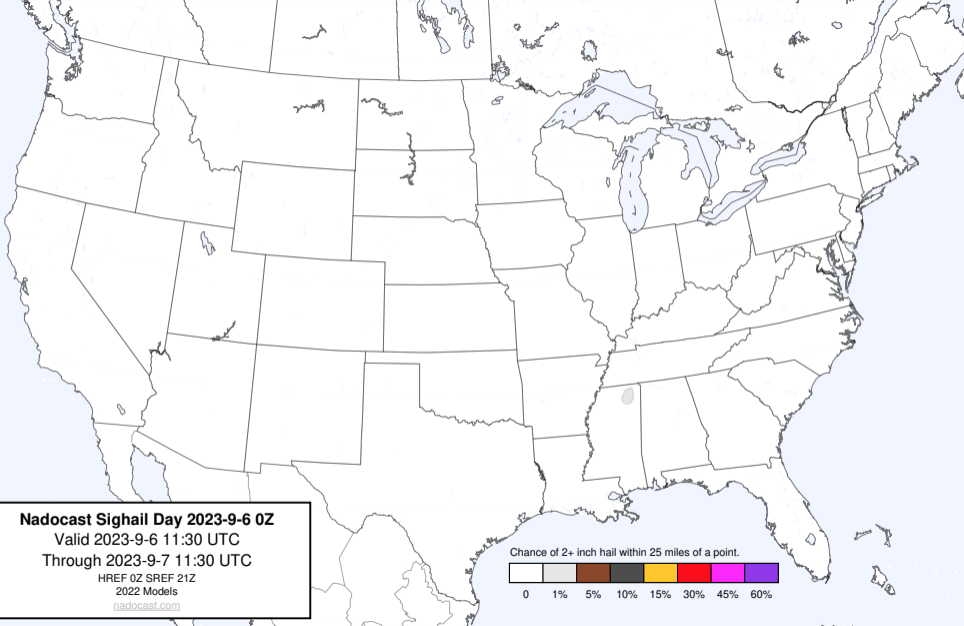 Nadocast Sighail Day 2023-9-6 0Z
Valid 2023-9-6 11:30 UTC
Through 2023-9-7 11:30 UTC
HREF 0Z SREF 21Z
2022 Models
nadocast.com
Chance of 2+ inch hail within 25 miles of a point.
0 1% 5% 10% 15% 30% 45% 60%